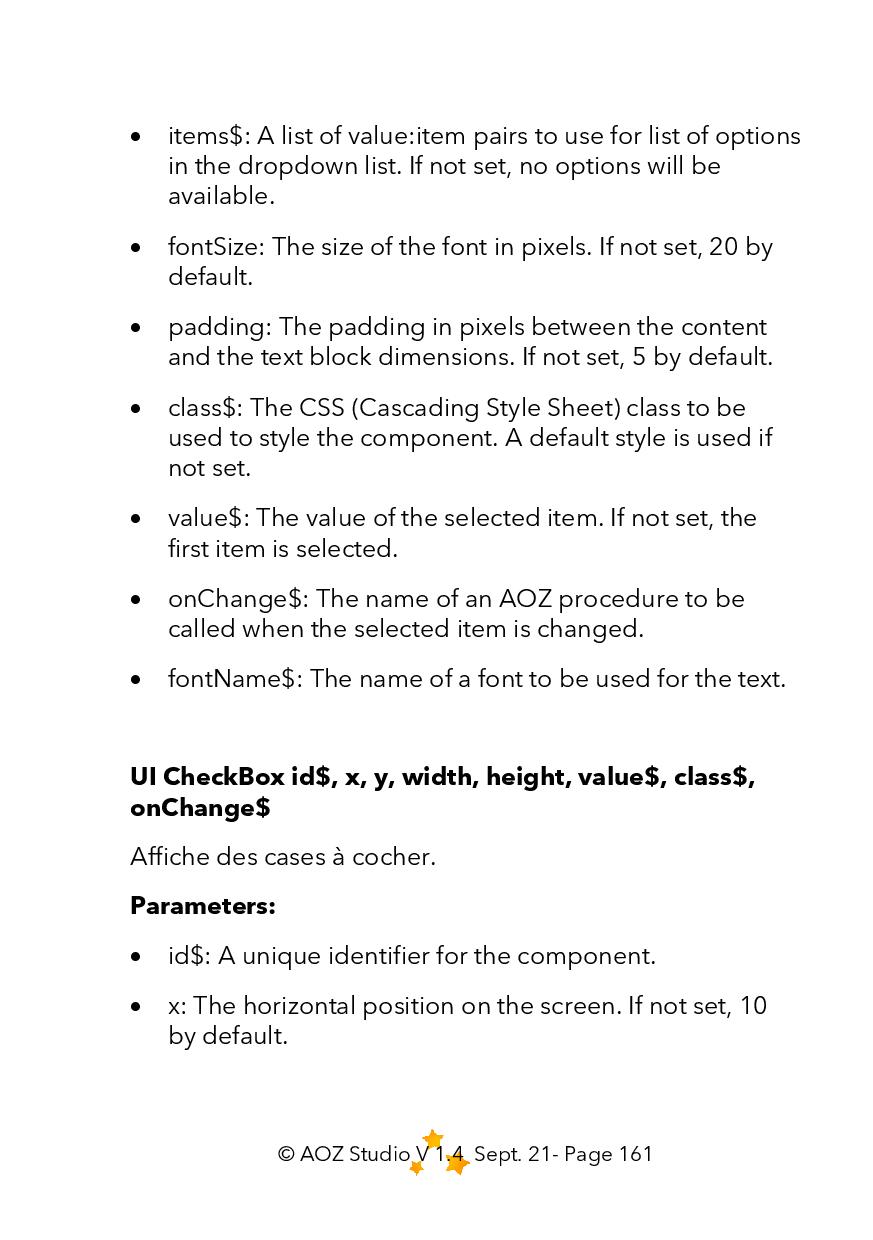 • items$: A list of value:item pairs to use for list of options
in the dropdown list. If not set, no options will be
available.
• fontSize: The size of the font in pixels. If not set, 20 by
default.
• padding: The padding in pixels between the content
and the text block dimensions. If not set, 5 by default.
• class$: The CSS (Cascading Style Sheet) class to be
used to style the component. A default style is used if
not set.
• value$: The value of the selected item. If not set, the
first item is selected.
• onChange$: The name of an AOZ procedure to be
called when the selected item is changed.
• fontName$: The name of a font to be used for the text.
UI CheckBox id$, x, y, width, height, value$, class$,
onChange$
Affiche des cases à cocher.
Parameters:
• id$: A unique identifier for the component.
• x: The horizontal position on the screen. If not set, 10
by default.
© AOZ Studio V 1.4 Sept. 21- Page 161